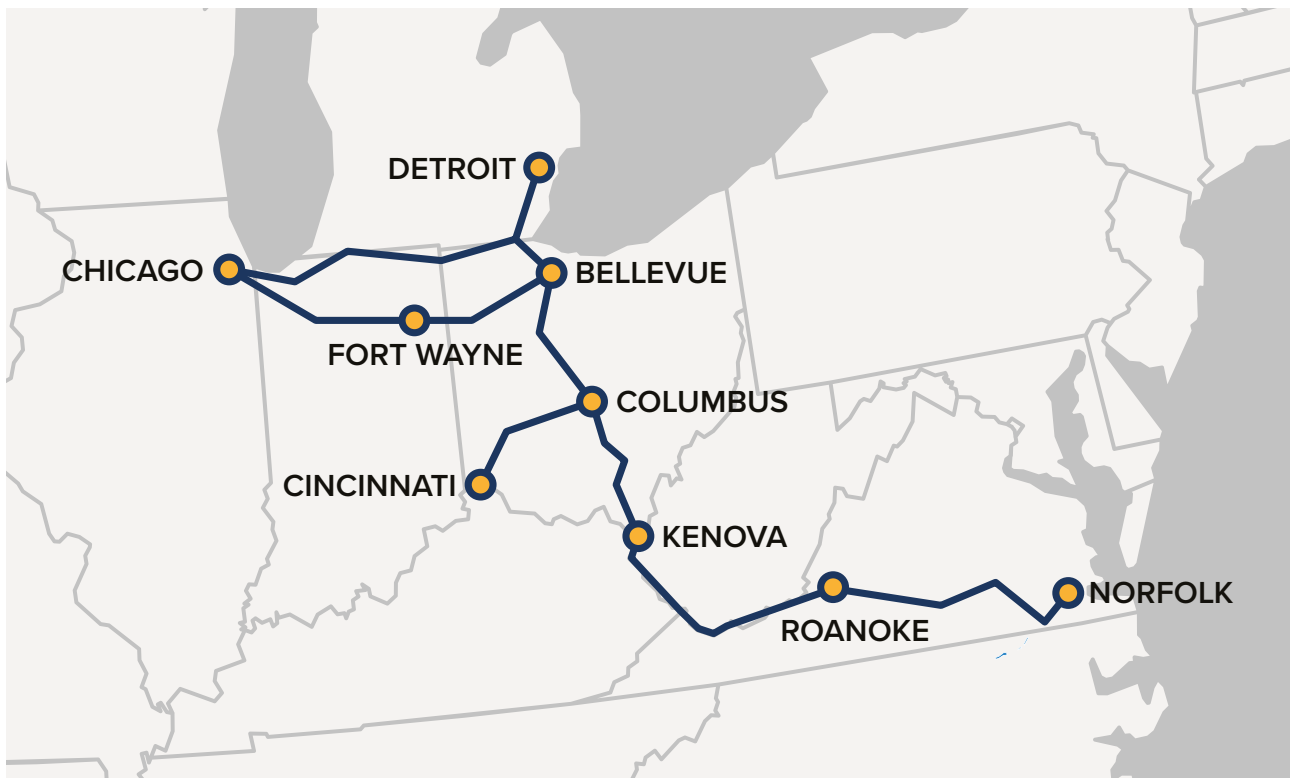 DETROIT
CHICAGO
BELLEVUE
FORT WAYNE
COLUMBUS
CINCINNATI
KENOVA
NORFOLK
ROANOKE